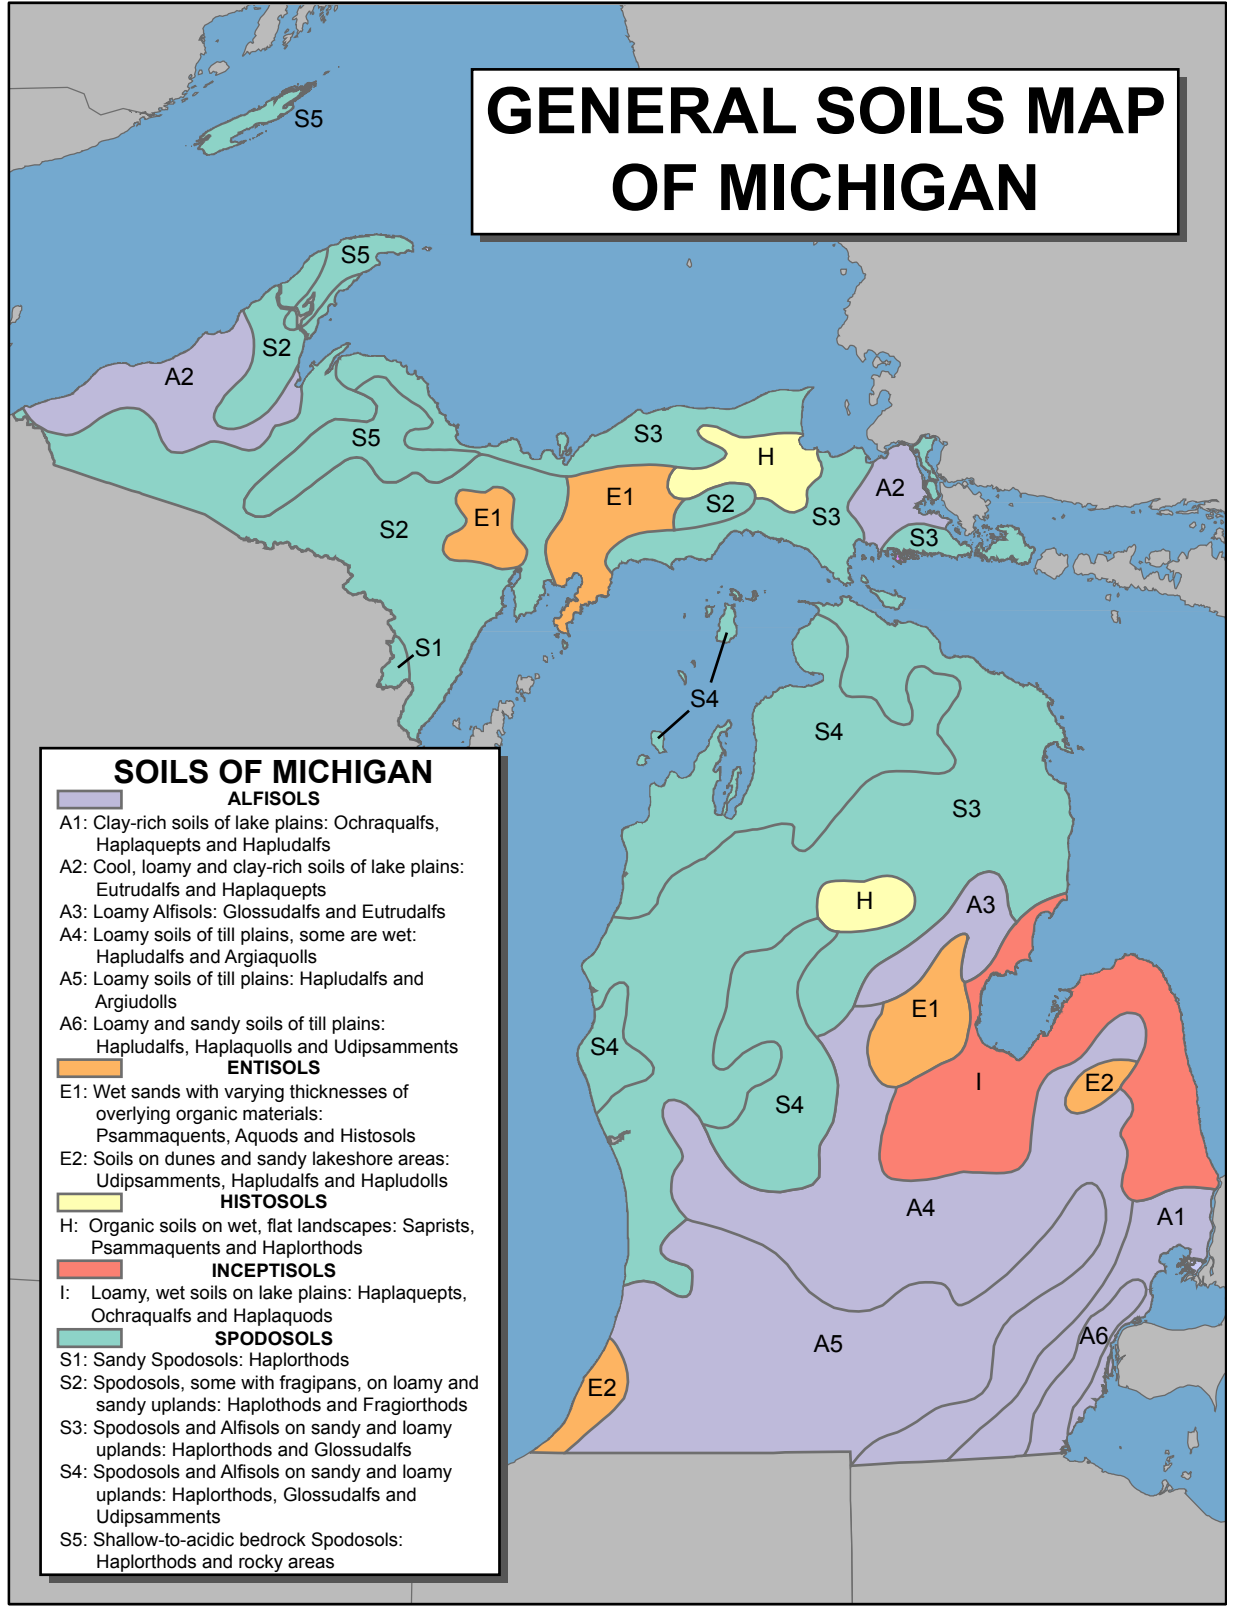 GENERAL SOILS MAP
OF MICHIGAN
S5
S5
S2
A2
S5
S3
H
E1
S2
A2
E1
S3
S2
S3
S1
S4
S4
S3
H
A3
E1
S4
I
E2
S4
A4
A1
A6
A5
E2
SOILS OF MICHIGAN
ALFISOLS
A1: Clay-rich soils of lake plains: Ochraqualfs,
Haplaquepts and Hapludalfs
A2: Cool, loamy and clay-rich soils of lake plains:
Eutrudalfs and Haplaquepts
A3: Loamy Alfisols: Glossudalfs and Eutrudalfs
A4: Loamy soils of till plains, some are wet:
Hapludalfs and Argiaquolls
A5: Loamy soils of till plains: Hapludalfs and
Argiudolls
A6: Loamy and sandy soils of till plains:
Hapludalfs, Haplaquolls and Udipsamments
ENTISOLS
E1: Wet sands with varying thicknesses of
overlying organic materials:
Psammaquents, Aquods and Histosols
E2: Soils on dunes and sandy lakeshore areas:
Udipsamments, Hapludalfs and Hapludolls
HISTOSOLS
H: Organic soils on wet, flat landscapes: Saprists,
Psammaquents and Haplorthods
INCEPTISOLS
I: Loamy, wet soils on lake plains: Haplaquepts,
Ochraqualfs and Haplaquods
SPODOSOLS
S1: Sandy Spodosols: Haplorthods
S2: Spodosols, some with fragipans, on loamy and
sandy uplands: Haplothods and Fragiorthods
S3: Spodosols and Alfisols on sandy and loamy
uplands: Haplorthods and Glossudalfs
S4: Spodosols and Alfisols on sandy and loamy
uplands: Haplorthods, Glossudalfs and
Udipsamments
S5: Shallow-to-acidic bedrock Spodosols:
Haplorthods and rocky areas